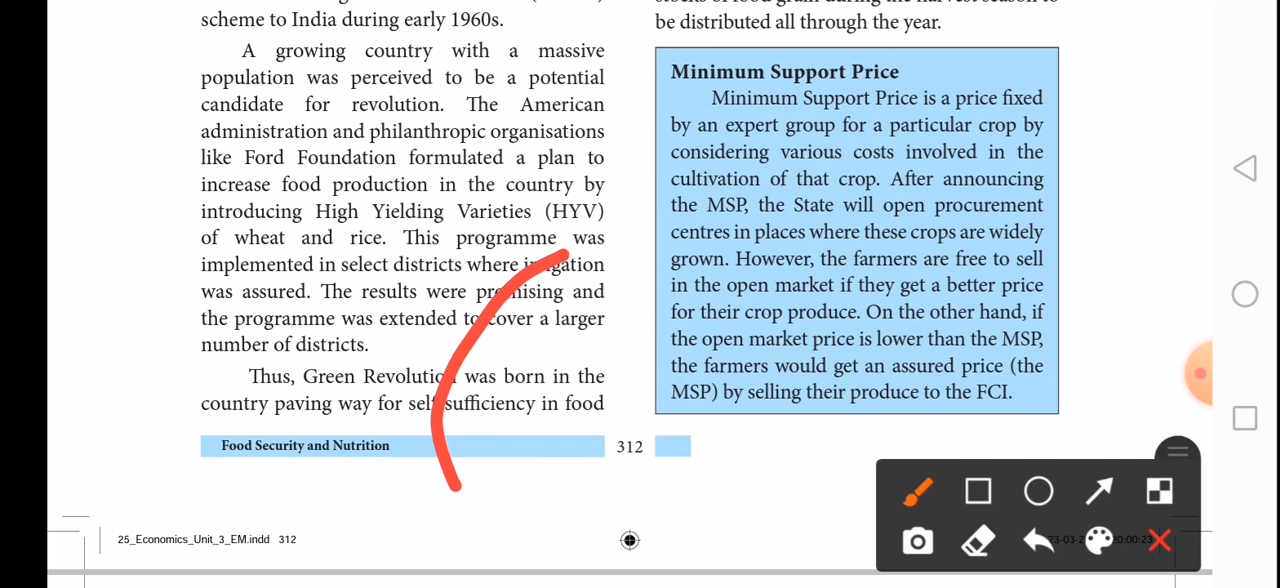 scheme to India during early 1960s.
A growing country with a massive
population was perceived to be a potential
candidate for revolution. The American
administration and philanthropic organisations
like Ford Foundation formulated a plan to
increase food production in the country by
introducing High Yielding Varieties (HYV)
of wheat and rice. This programme was
implemented in select districts where irrigation
was assured. The results were promising and
the programme was extended to cover a larger
number of districts.
Thus, Green Revolution was born in the
country paving way for self-sufficiency in food
be distributed all through the year.
Minimum Support Price
Minimum Support Price is a price fixed
by an expert group for a particular crop by
considering various costs involved in the
cultivation of that crop. After announcing
the MSP, the State will open procurement
centres in places where these crops are widely
grown. However, the farmers are free to sell
in the open market if they get a better price
for their crop produce. On the other hand, if
the open market price is lower than the MSP,
the farmers would get an assured price (the
MSP) by selling their produce to the FCI.
Food Security and Nutrition
312
25_Economics_Unit_3_EM.indd 312
20:00:23